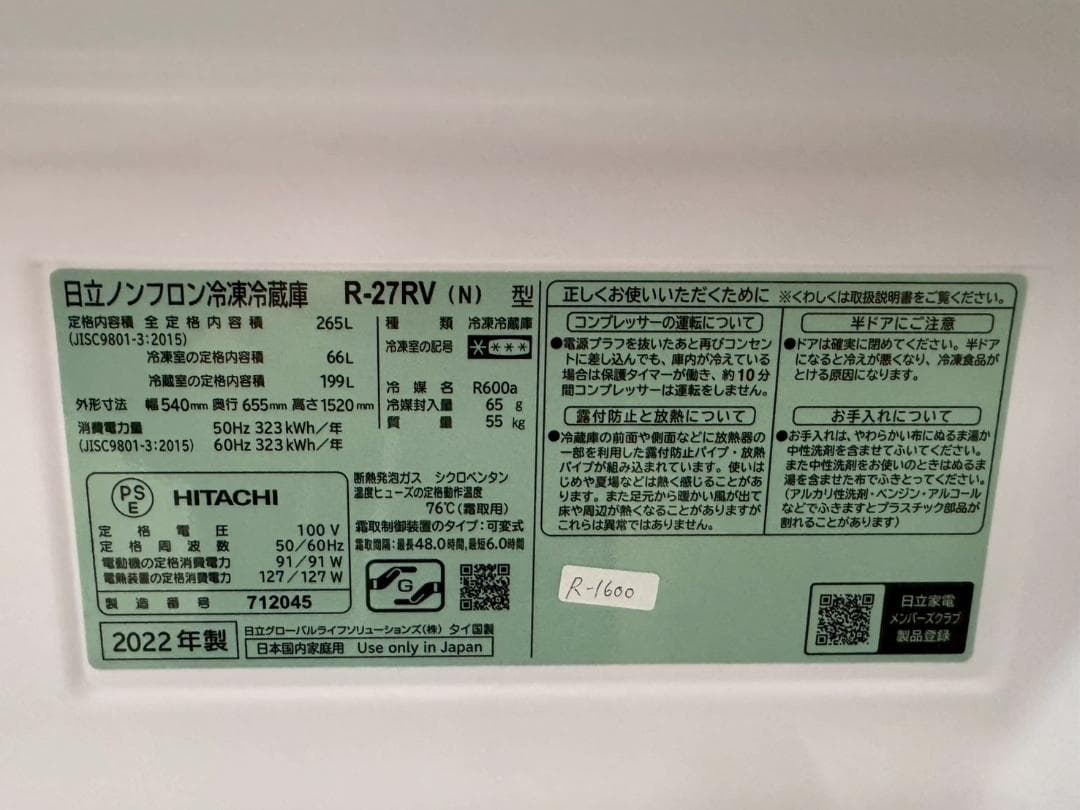 日立ノンフロン冷凍冷蔵庫 R-27RV (N) 型
定格内容積 全定格内容積 265L
(JISC9801-3:2015)
冷凍室の定格内容積 66L
冷蔵室の定格内容積 199L
外形寸法 幅540mm 奥行655mm 高さ1520mm
消費電力量 50Hz 323kWh/年
(JISC9801-3:2015) 60Hz 323kWh/年
種類 冷凍冷蔵庫
冷凍室の記号 ****
冷媒名 R600a
冷媒封入量 65g
質量 55kg
PS
E
HITACHI
定格電圧 100V
定格周波数 50/60Hz
電動機の定格消費電力 91/91W
電熱装置の定格消費電力 127/127W
製造番号 712045
断熱発泡ガス シクロペンタン
温度ヒューズの定格動作温度
76℃(霜取用)
霜取制御装置のタイプ:可変式
霜取間隔:最長48.0時間,最短6.0時間
G
2022年製
日立グローバルライフソリューションズ(株) タイ国製
日本国内家庭用 Use only in Japan
正しくお使いいただくために ※くわしくは取扱説明書をご覧ください。
コンプレッサーの運転について
●電源プラグを抜いたあと再びコンセン
トに差し込んでも、庫内が冷えている
場合は保護タイマーが働き、約10分
間コンプレッサーは運転をしません。
露付防止と放熱について
●冷蔵庫の前面や側面などに放熱器の
一部を利用した露付防止パイプ・放熱
パイプが組み込まれています。使いは
じめや夏場などは熱く感じることがあ
ります。また足元から暖かい風が出て
床や周辺が熱くなることがありますが
これらは異常ではありません。
半ドアにご注意
●ドアは確実に閉めてください。半ドア
になると冷えが悪くなり、冷凍食品が
とける原因になります。
お手入れについて
●お手入れは、やわらかい布にぬるま湯か
中性洗剤を含ませてふいてください。
また中性洗剤をお使いのときはぬるま
湯を含ませた布でふきとってください。
(アルカリ性洗剤・ベンジン・アルコール
などでふきますとプラスチック部品が
割れることがあります)
R-1600
日立家電
メンバーズクラブ
製品登録